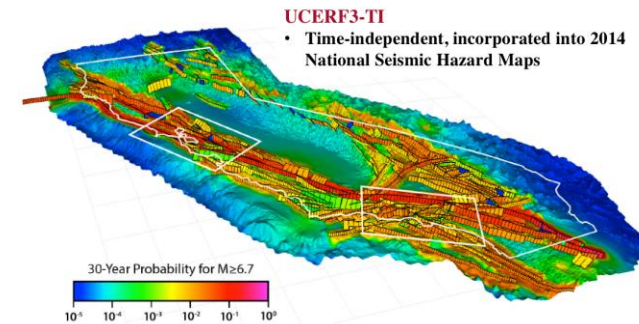 UCERF3-TI
• Time-independent, incorporated into 2014
National Seismic Hazard Maps
30-Year Probability for M≥6.7
10⁻⁵ 10⁻⁴ 10⁻³ 10⁻² 10⁻¹ 10⁰